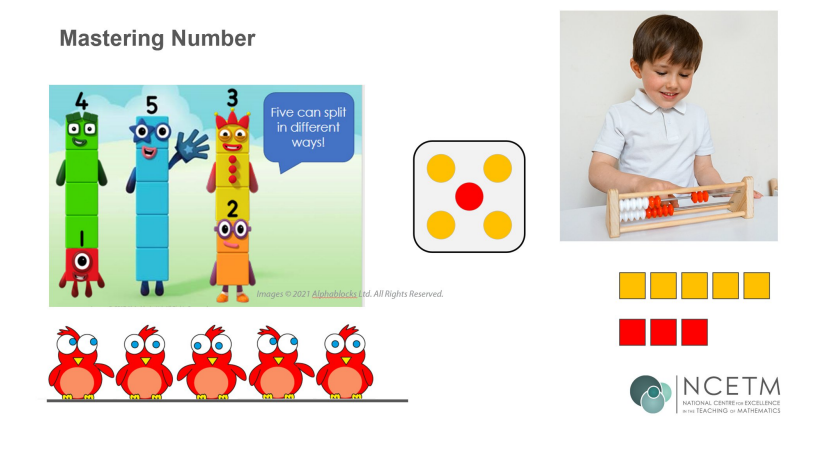 Mastering Number
4
5
3
Five can split
in different
ways!
1
2
Images © 2021 Alphablocks Ltd. All Rights Reserved.
NCETM
NATIONAL CENTRE FOR EXCELLENCE
IN THE TEACHING OF MATHEMATICS